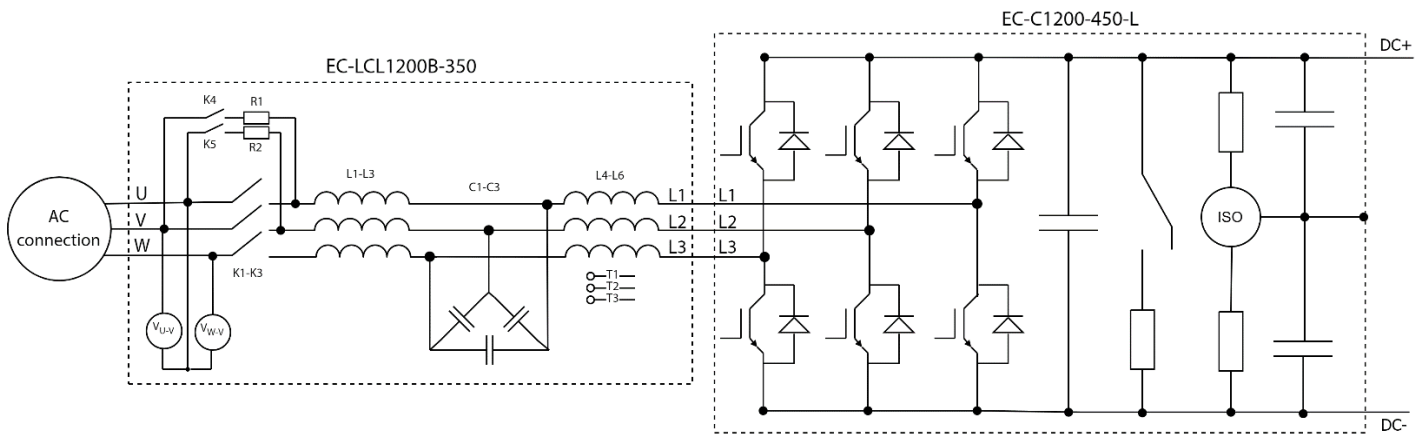 EC-C1200-450-L
EC-LCL1200B-350
DC+
K4
R1
K5
R2
AC
connection
U
V
W
K1-K3
L1-L3
C1-C3
L4-L6
L1
L1
L2
L2
L3
L3
T1
T2
T3
VU-V
VW-V
ISO
DC-